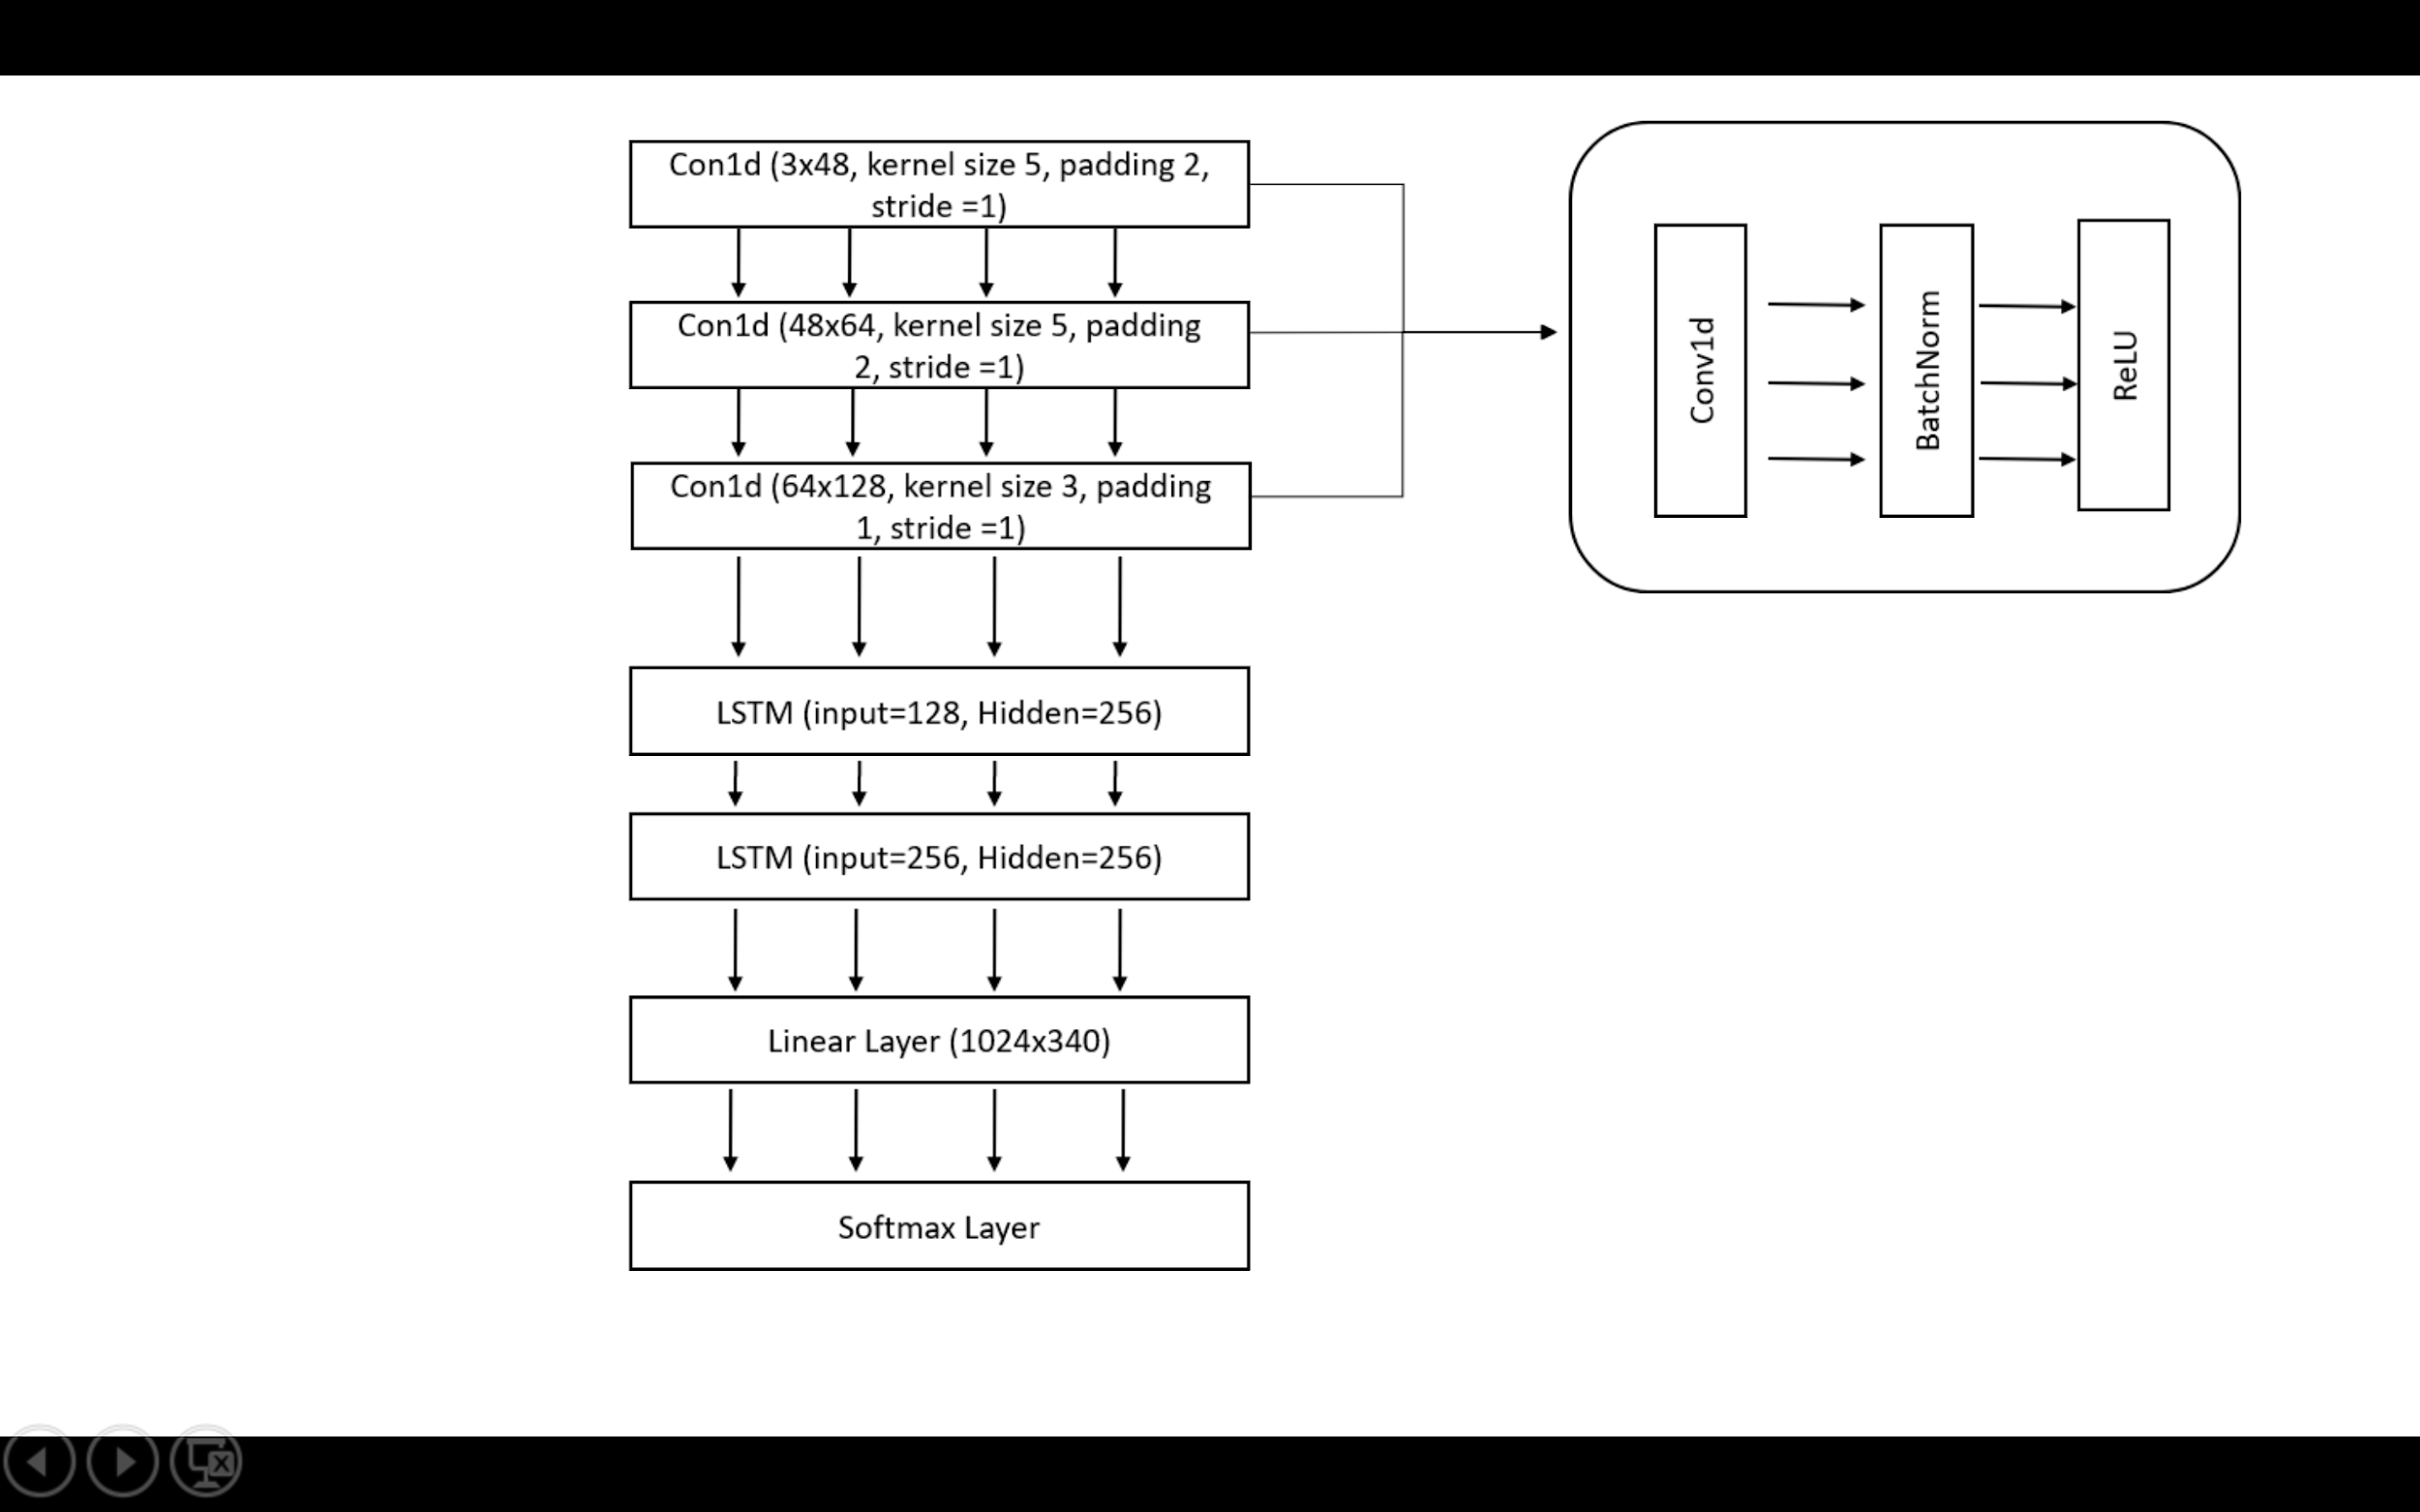 Con1d (3x48, kernel size 5, padding 2,
stride =1)
Con1d (48x64, kernel size 5, padding
2, stride =1)
Con1d (64x128, kernel size 3, padding
1, stride =1)
LSTM (input=128, Hidden=256)
LSTM (input=256, Hidden=256)
Linear Layer (1024x340)
Softmax Layer
Conv1d
BatchNorm
ReLU